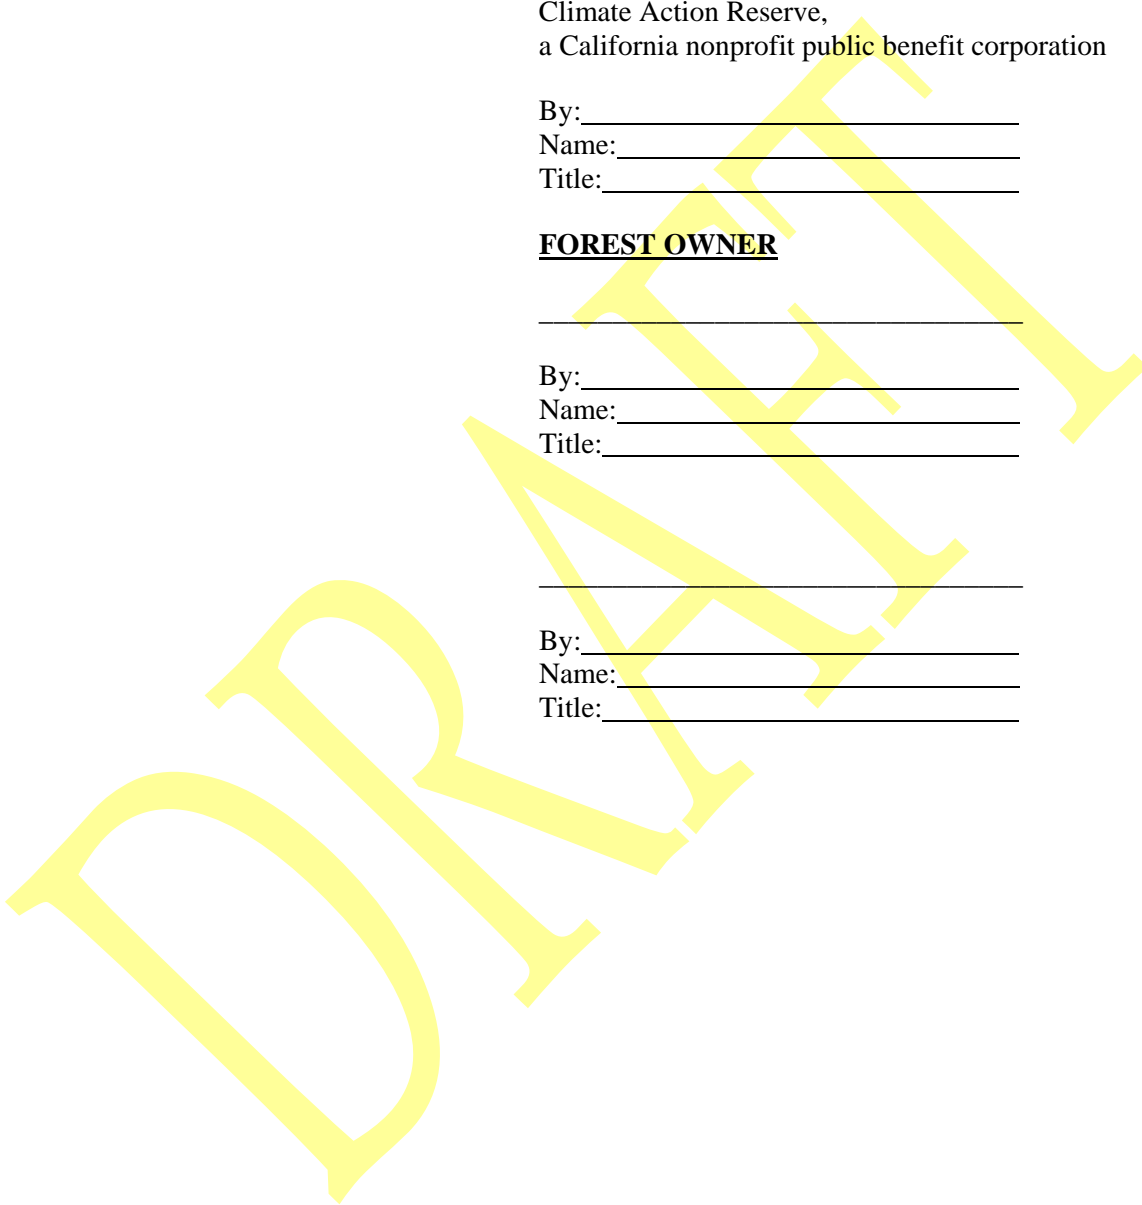 Climate Action Reserve,
a California nonprofit public benefit corporation
By:
Name:
Title:
FOREST OWNER
By:
Name:
Title:
By:
Name:
Title:
DRAFT